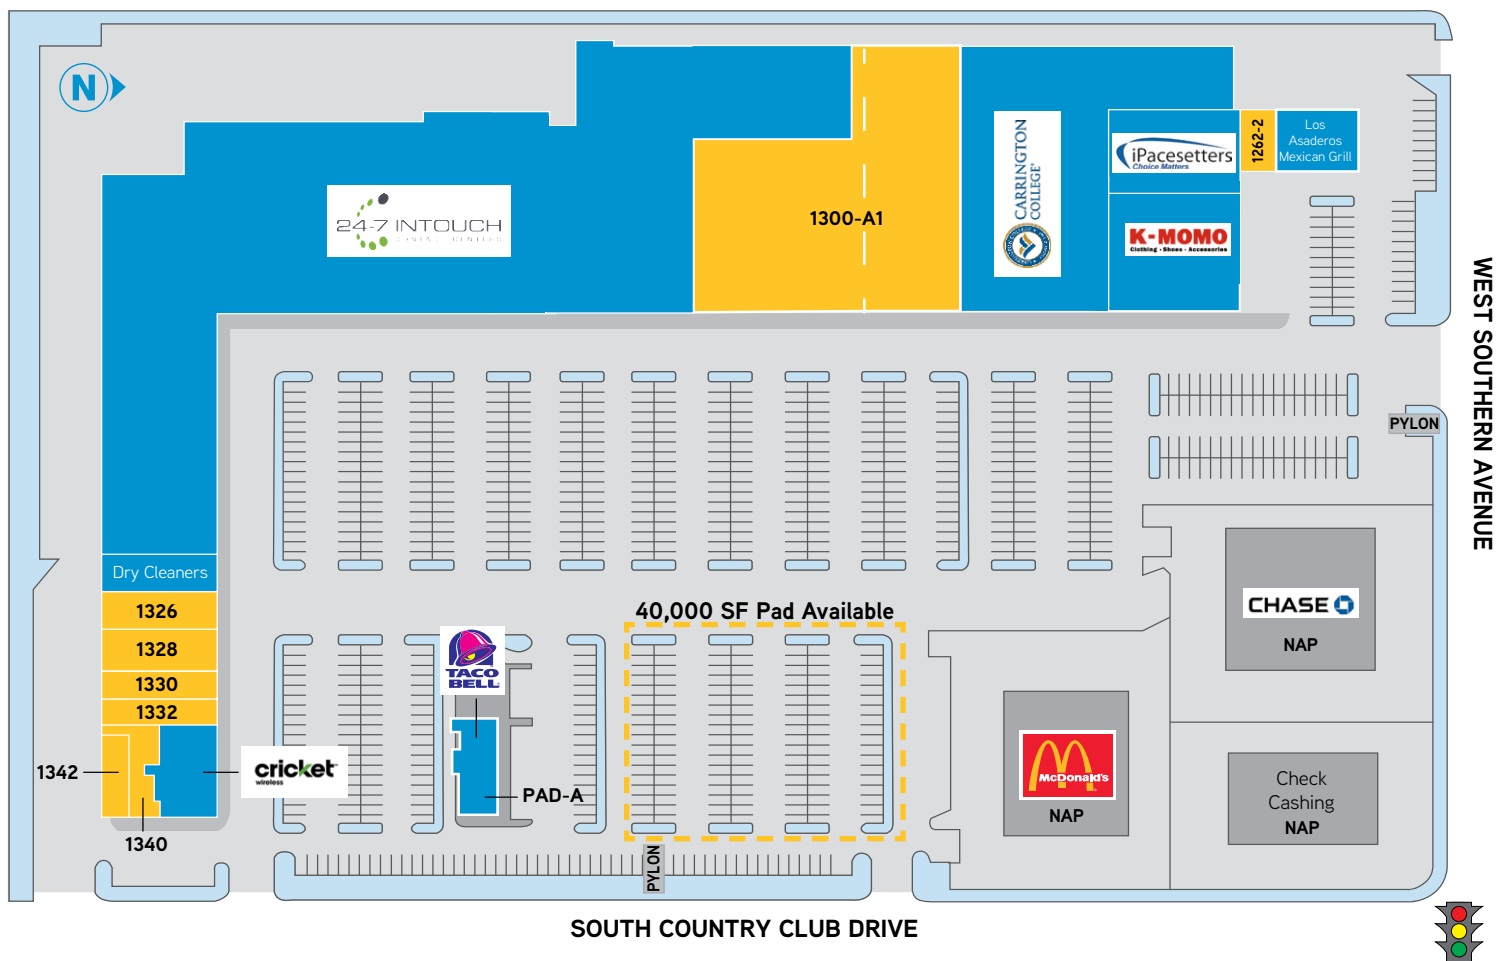 N
24-7 INTOUCH
1300-A1
CARRINGTON
COLLEGE®
iPacesetters
Choice Matters
1262-2
Los
Asaderos
Mexican Grill
K-MOMO
Clothing • Shoes • Accessories
WEST SOUTHERN AVENUE
PYLON
Dry Cleaners
1326
1328
1330
1332
1342
1340
cricket
wireless
TACO
BELL
PAD-A
40,000 SF Pad Available
CHASE
NAP
McDonald's
NAP
Check
Cashing
NAP
PYLON
SOUTH COUNTRY CLUB DRIVE